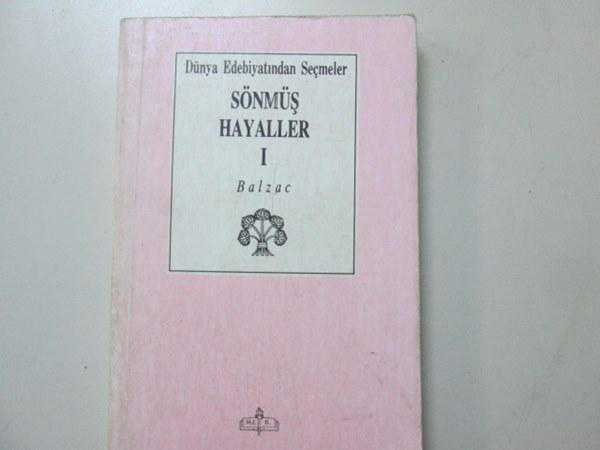 Dünya Edebiyatından Seçmeler
SÖNMÜŞ
HAYALLER
I
Balzac